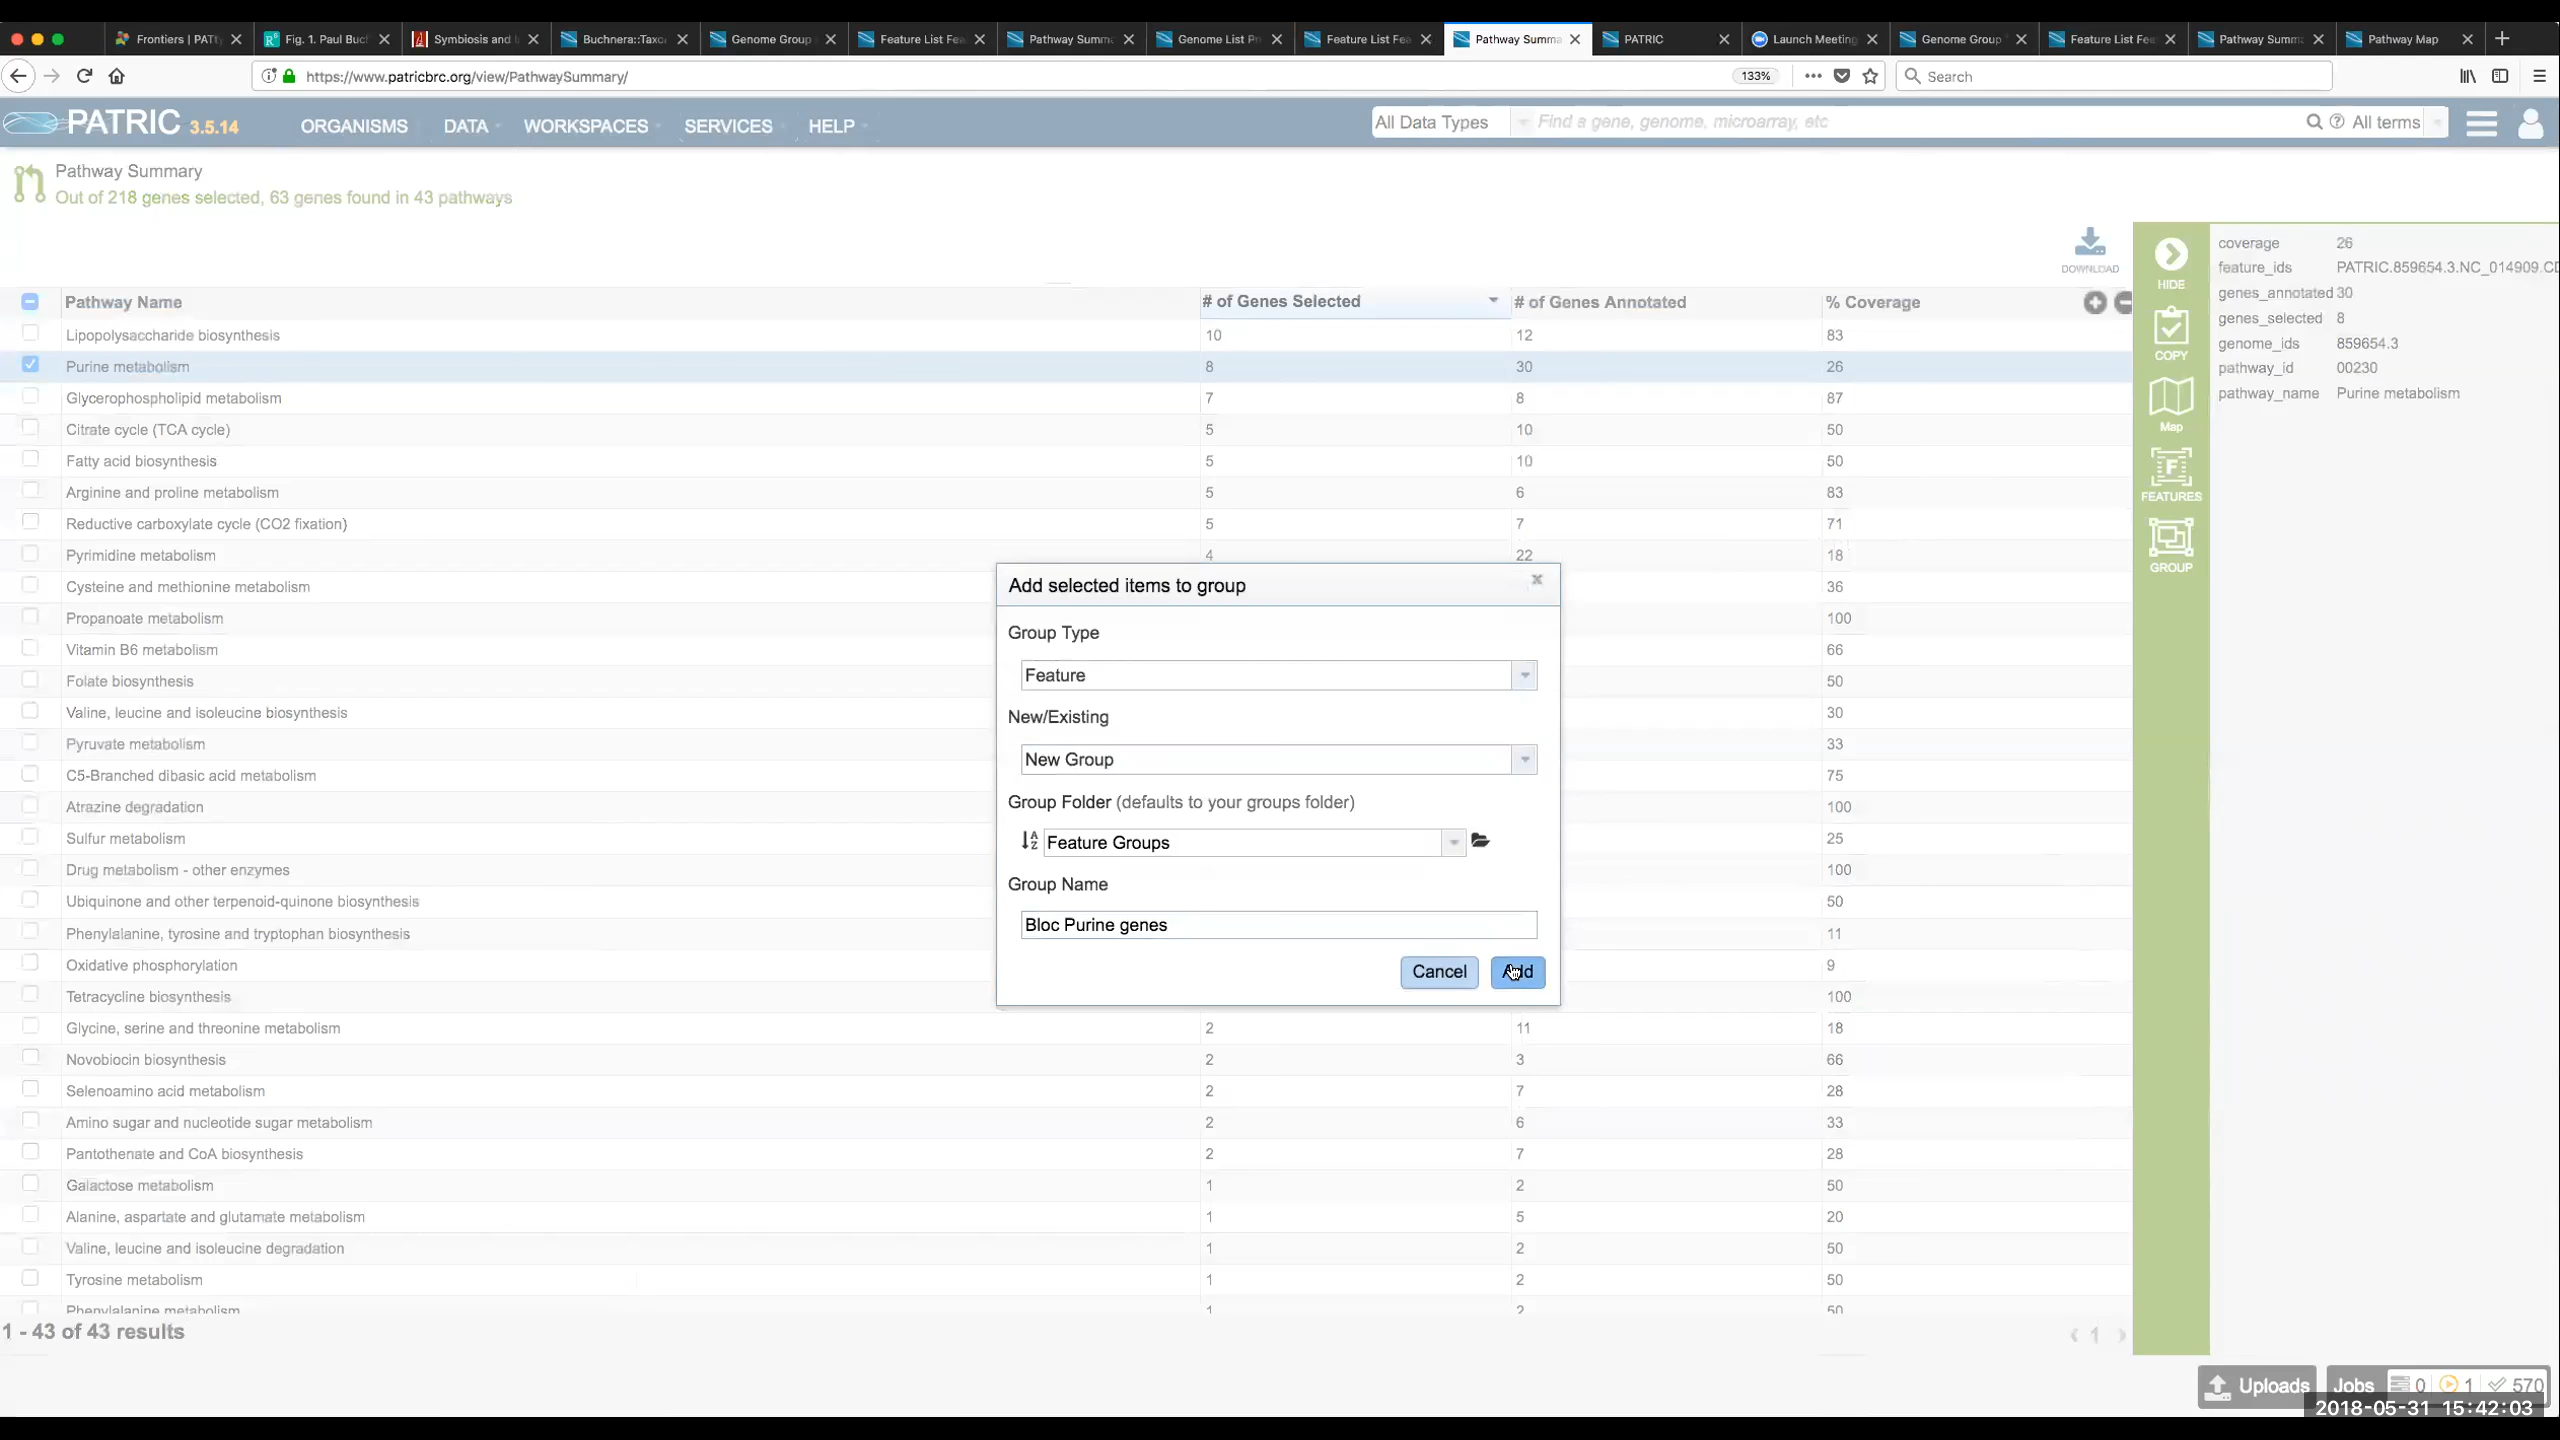 Frontiers | PATt
Fig. 1. Paul Buch
Symbiosis and I
Buchnera::Taxo
Genome Group
Feature List Fea
Pathway Summa
Genome List Pr
Feature List Fea
Pathway Summa
PATRIC
Launch Meeting
Genome Group
Feature List Fea
Pathway Summa
Pathway Map
https://www.patricbrc.org/view/PathwaySummary/
133%
Search
PATRIC 3.5.14
ORGANISMS DATA WORKSPACES SERVICES HELP
All Data Types Find a gene, genome, microarray, etc All terms
Pathway Summary
Out of 218 genes selected, 63 genes found in 43 pathways
DOWNLOAD
Pathway Name # of Genes Selected # of Genes Annotated % Coverage
Lipopolysaccharide biosynthesis 10 12 83
Purine metabolism 8 30 26
Glycerophospholipid metabolism 7 8 87
Citrate cycle (TCA cycle) 5 10 50
Fatty acid biosynthesis 5 10 50
Arginine and proline metabolism 5 6 83
Reductive carboxylate cycle (CO2 fixation) 5 7 71
Pyrimidine metabolism 4 22 18
Cysteine and methionine metabolism 36
Propanoate metabolism 100
Vitamin B6 metabolism 66
Folate biosynthesis 50
Valine, leucine and isoleucine biosynthesis 30
Pyruvate metabolism 33
C5-Branched dibasic acid metabolism 75
Atrazine degradation 100
Sulfur metabolism 25
Drug metabolism - other enzymes 100
Ubiquinone and other terpenoid-quinone biosynthesis 50
Phenylalanine, tyrosine and tryptophan biosynthesis 11
Oxidative phosphorylation 9
Tetracycline biosynthesis 100
Glycine, serine and threonine metabolism 2 11 18
Novobiocin biosynthesis 2 3 66
Selenoamino acid metabolism 2 7 28
Amino sugar and nucleotide sugar metabolism 2 6 33
Pantothenate and CoA biosynthesis 2 7 28
Galactose metabolism 1 2 50
Alanine, aspartate and glutamate metabolism 1 5 20
Valine, leucine and isoleucine degradation 1 2 50
Tyrosine metabolism 1 2 50
Phenylalanine metabolism 1 2 50
1 - 43 of 43 results
1
Add selected items to group
Group Type
Feature
New/Existing
New Group
Group Folder (defaults to your groups folder)
Feature Groups
Group Name
Bloc Purine genes
Cancel Add
HIDE
COPY
Map
FEATURES
GROUP
coverage 26
feature_ids PATRIC.859654.3.NC_014909.CD
genes_annotated 30
genes_selected 8
genome_ids 859654.3
pathway_id 00230
pathway_name Purine metabolism
Uploads Jobs 0 1 570
2018-05-31 15:42:03